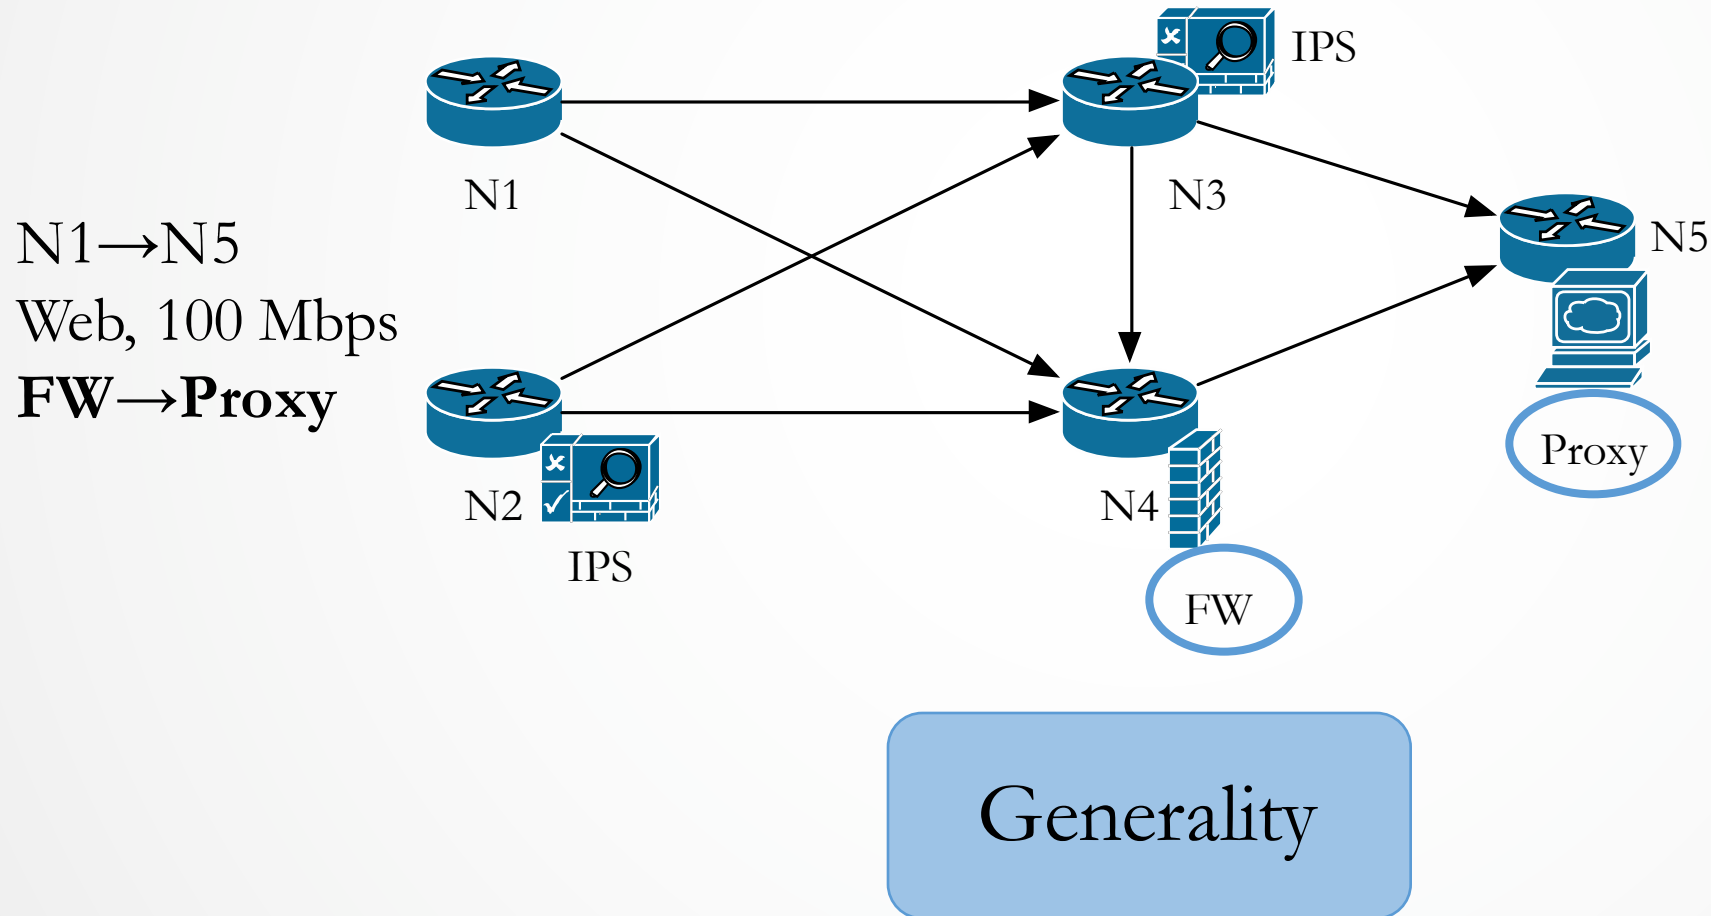 IPS
N1
N3
N1→N5
Web, 100 Mbps
FW→Proxy
N5
Proxy
N2
IPS
N4
FW
Generality